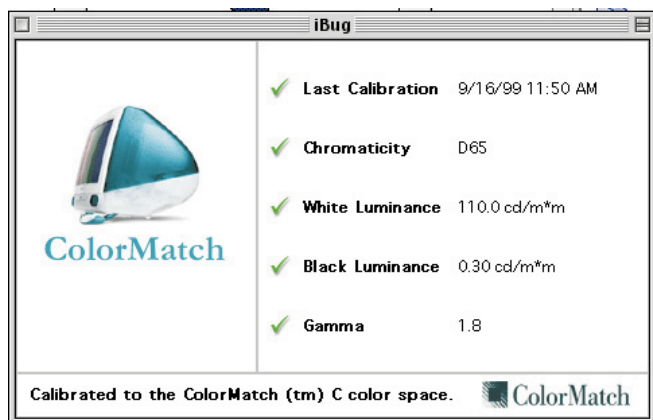 iBug
ColorMatch
Last Calibration 9/16/99 11:50 AM
Chromaticity D65
White Luminance 110.0 cd/m*m
Black Luminance 0.30 cd/m*m
Gamma 1.8
Calibrated to the ColorMatch (tm) C color space.
ColorMatch